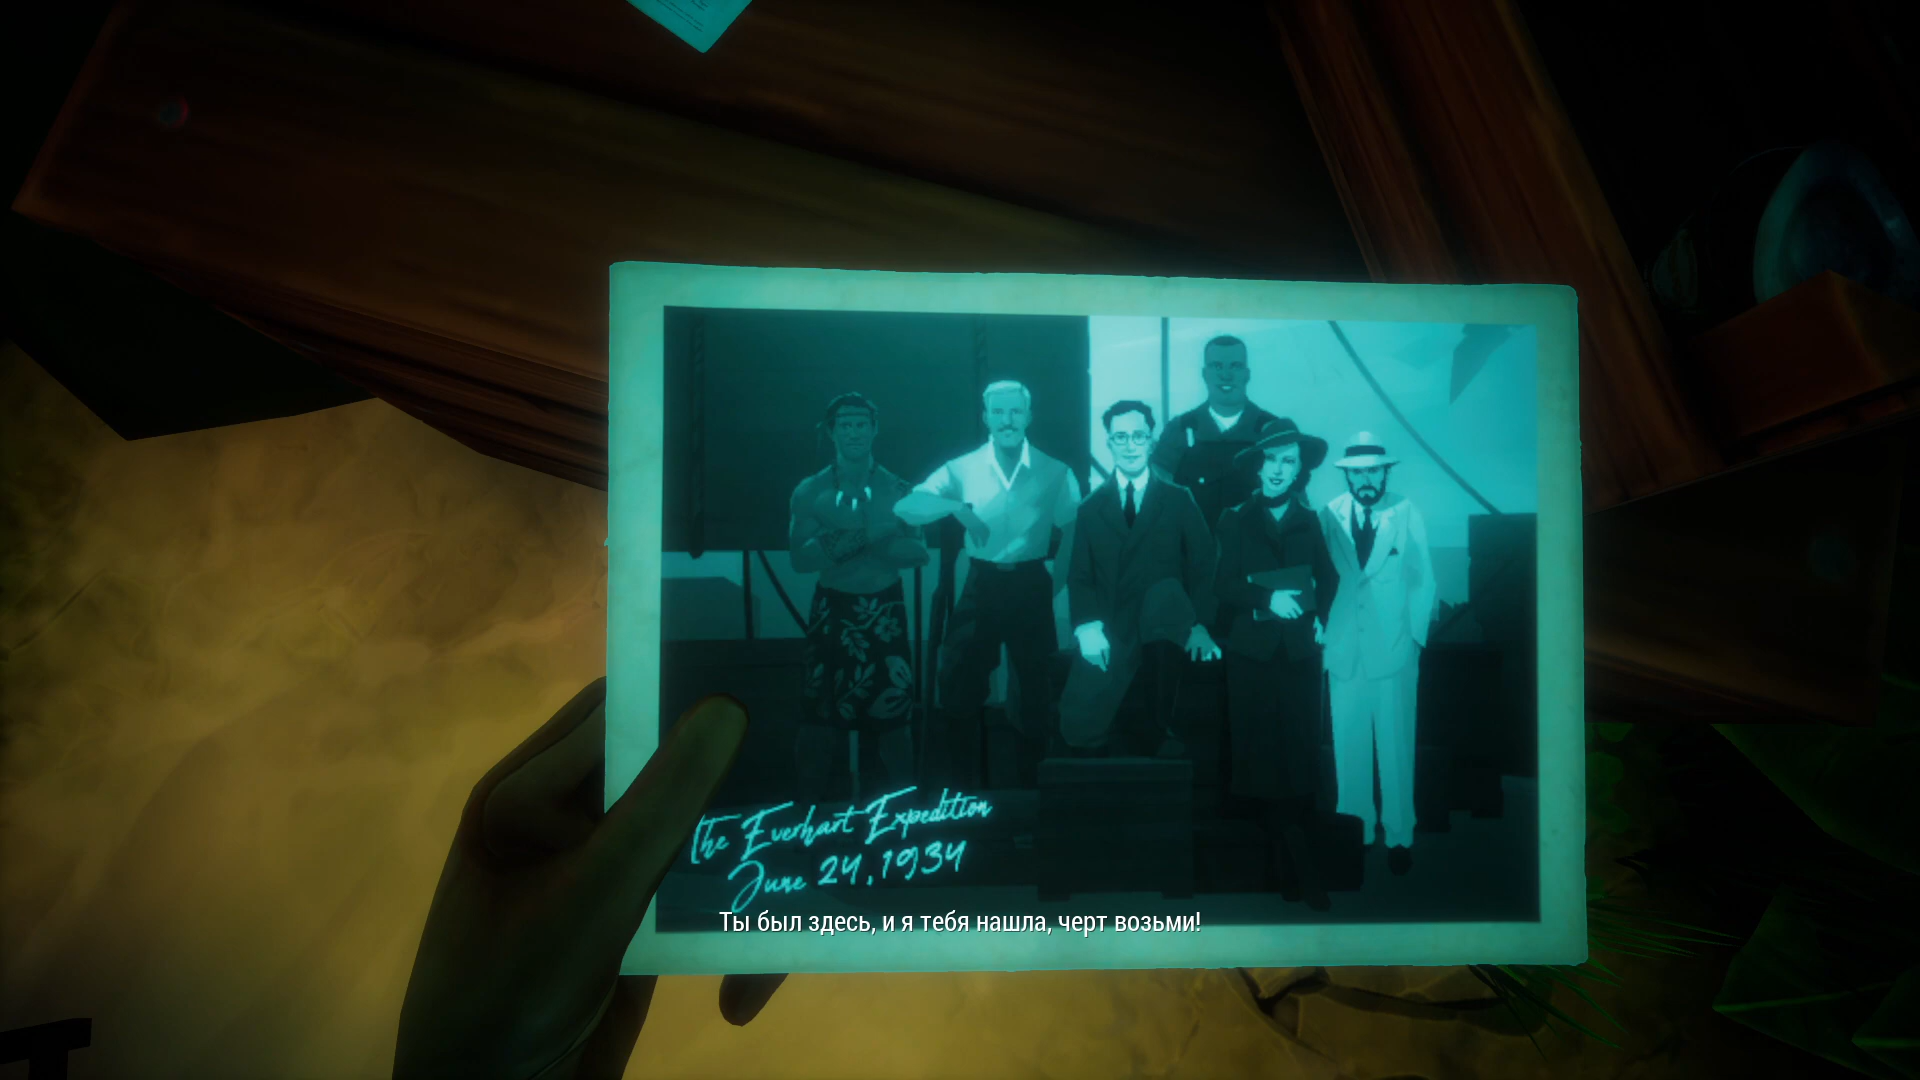 The Everhart Expedition
June 24, 1934
Ты был здесь, и я тебя нашла, черт возьми!